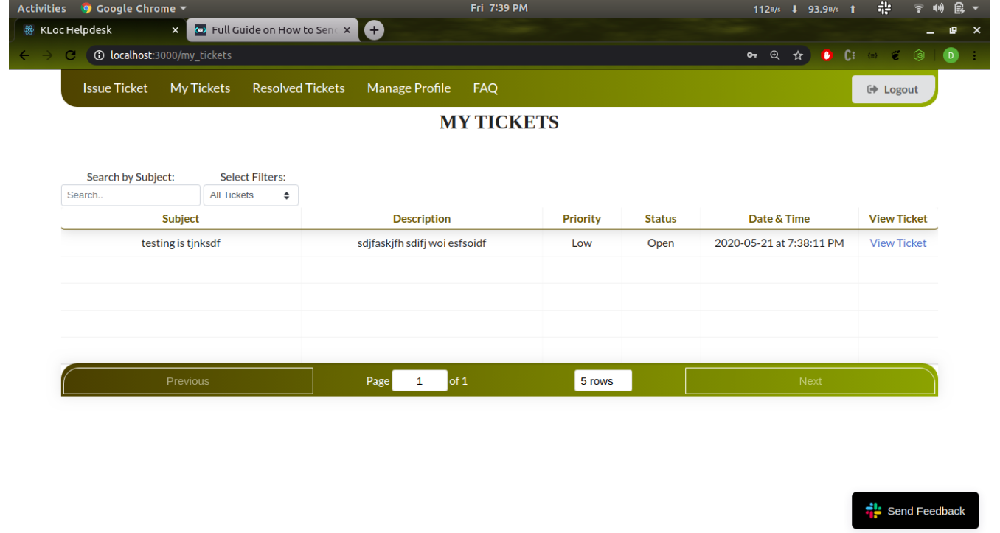 Activities Google Chrome Fri 7:39 PM 112B/s 93.9B/s
KLoc Helpdesk Full Guide on How to Senc
localhost:3000/my_tickets D
Issue Ticket My Tickets Resolved Tickets Manage Profile FAQ Logout
MY TICKETS
Search by Subject: Select Filters:
Search.. All Tickets
Subject Description Priority Status Date & Time View Ticket
testing is tjnksdf sdjfaskjfh sdifj woi esfsoidf Low Open 2020-05-21 at 7:38:11 PM View Ticket
Previous Page 1 of 1 5 rows Next
Send Feedback